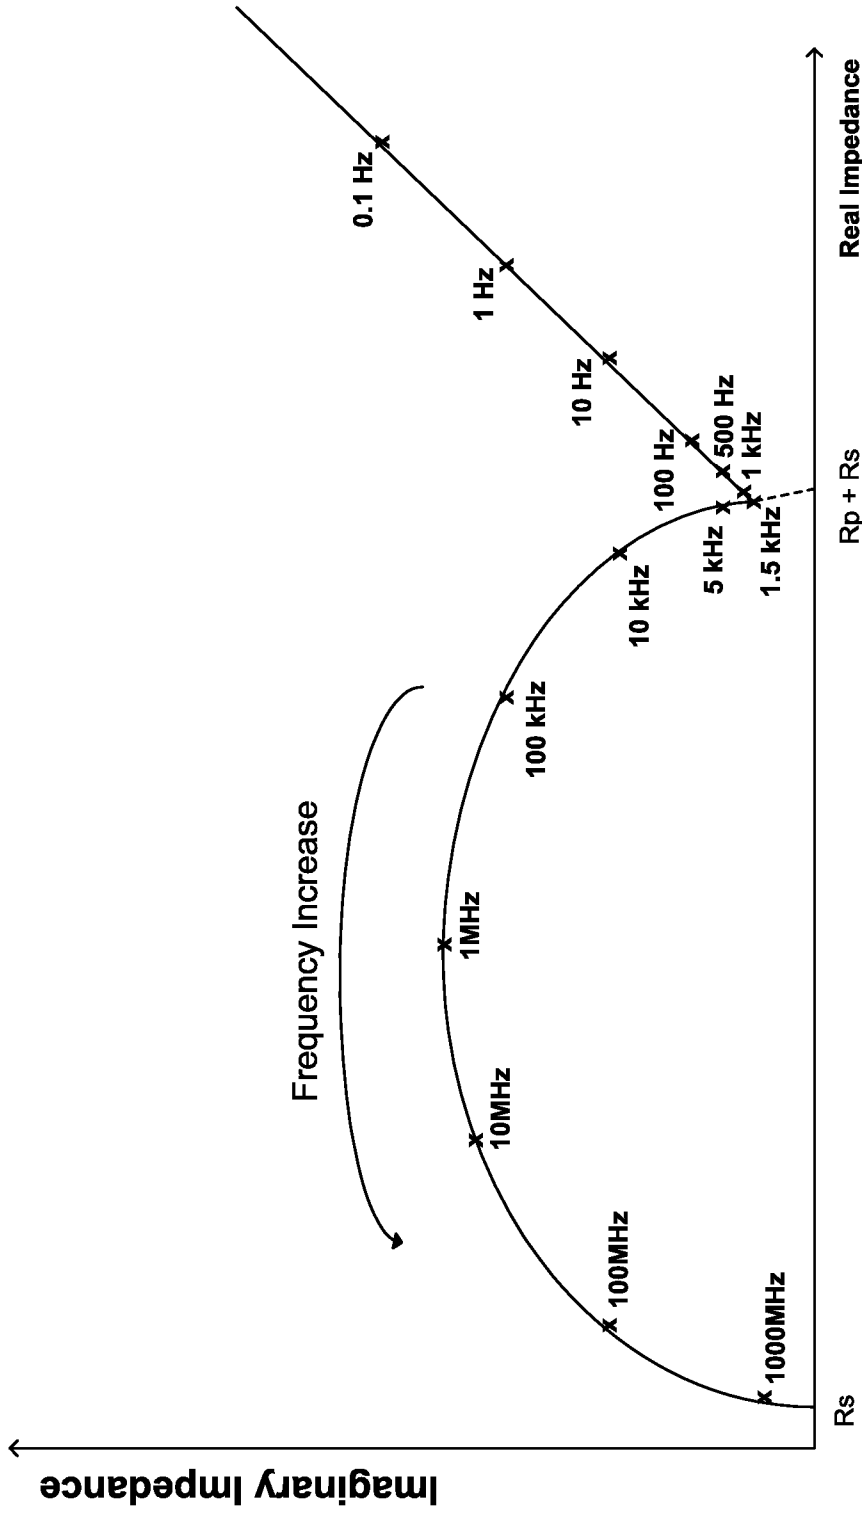 Imaginary Impedance
Frequency Increase
0.1 Hz
1 Hz
10 Hz
100 Hz
500 Hz
1 kHz
1.5 kHz
5 kHz
10 kHz
100 kHz
1MHz
10MHz
100MHz
1000MHz
Rs
Rp + Rs
Real Impedance